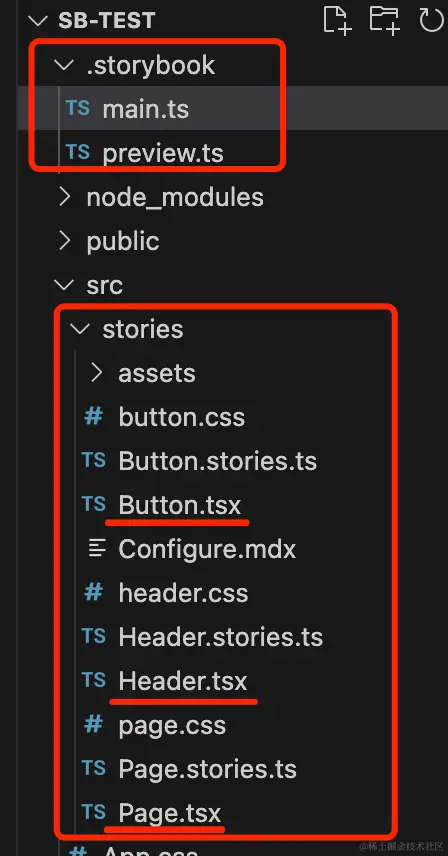 SB-TEST
.storybook
TS main.ts
TS preview.ts
node_modules
public
src
stories
assets
# button.css
TS Button.stories.ts
TS Button.tsx
Configure.mdx
# header.css
TS Header.stories.ts
TS Header.tsx
# page.css
TS Page.stories.ts
TS Page.tsx
@稀土掘金技术社区
# App.css